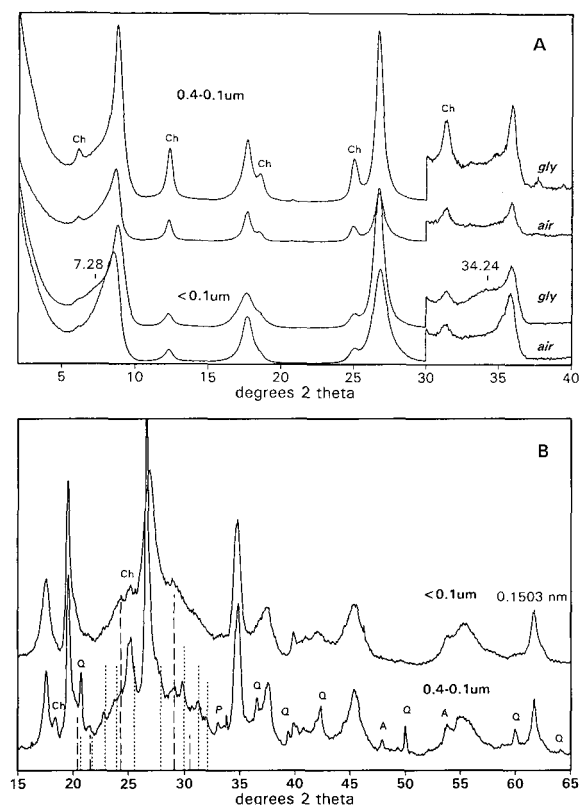 A
Ch
0.4-0.1um
Ch
Ch
Ch
Ch
gly
air
7.28
34.24
<0.1um
gly
air
5 10 15 20 25 30 35 40
degrees 2 theta
B
Ch
<0.1um
0.1503 nm
Ch
Q
P
Q
Q
Q
0.4-0.1um
A
Q
A
Q
Q
15 20 25 30 35 40 45 50 55 60 65
degrees 2 theta